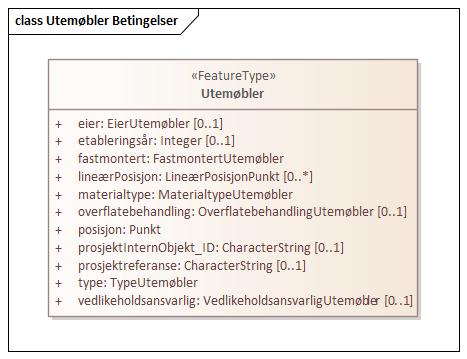 class Utemøbler Betingelser
«FeatureType»
Utemøbler
+ eier: EierUtemøbler [0..1]
+ etableringsår: Integer [0..1]
+ fastmontert: FastmontertUtemøbler
+ lineærPosisjon: LineærPosisjonPunkt [0..*]
+ materialtype: MaterialtypeUtemøbler
+ overflatebehandling: OverflatebehandlingUtemøbler [0..1]
+ posisjon: Punkt
+ prosjektInternObjekt_ID: CharacterString [0..1]
+ prosjektreferanse: CharacterString [0..1]
+ type: TypeUtemøbler
+ vedlikeholdsansvarlig: VedlikeholdsansvarligUtemøbler [0..1]